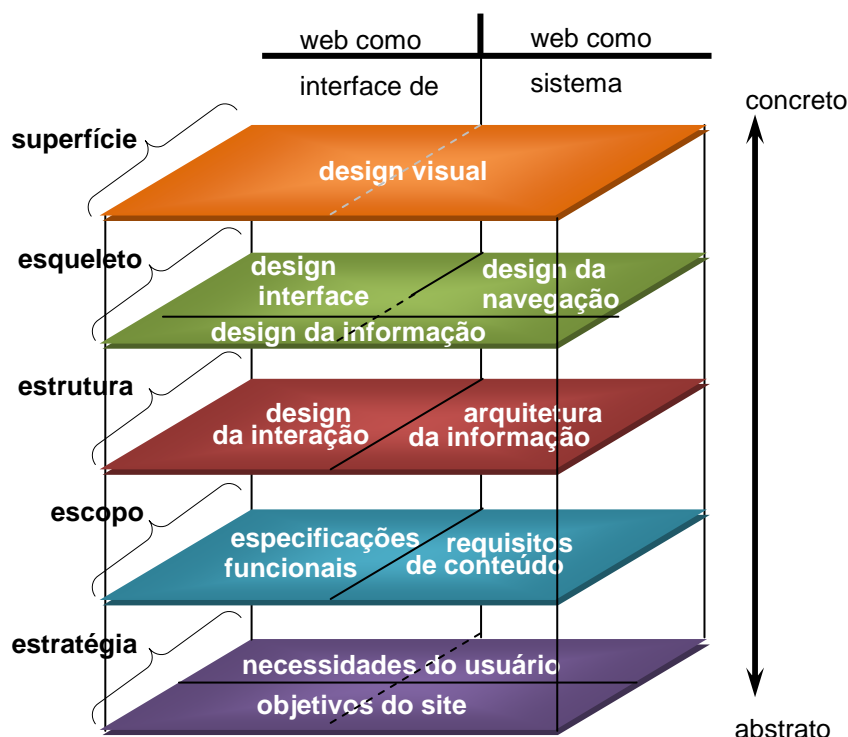 web como
interface de
web como
sistema
concreto
superfície
design visual
esqueleto
design
interface
design da
navegação
design da informação
estrutura
design
da interação
arquitetura
da informação
escopo
especificações
funcionais
requisitos
de conteúdo
estratégia
necessidades do usuário
objetivos do site
abstrato